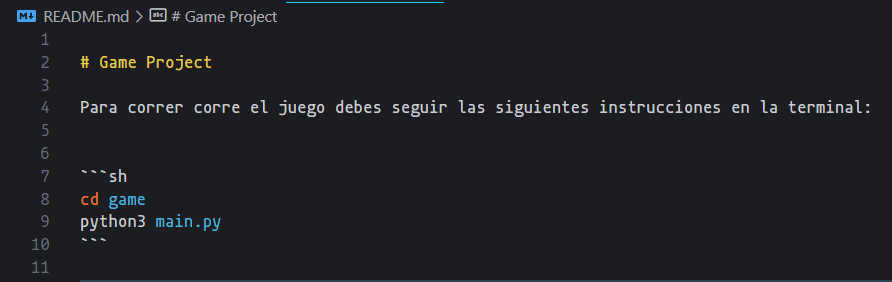 README.md > # Game Project
1
2 # Game Project
3
4 Para correr corre el juego debes seguir las siguientes instrucciones en la terminal:
5
6
7 ```sh
8 cd game
9 python3 main.py
10 ```
11